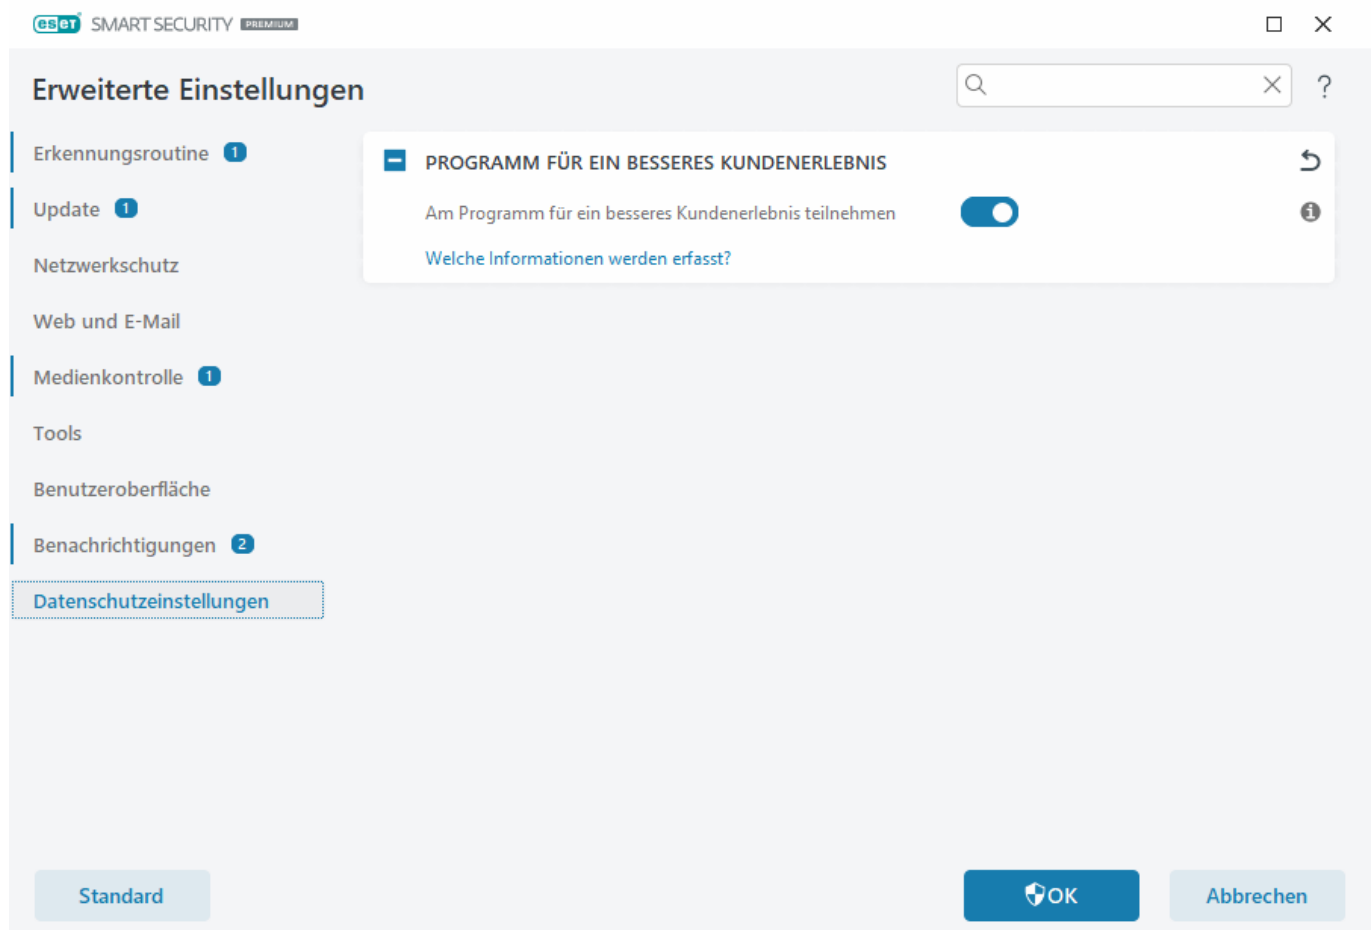 eset SMART SECURITY PREMIUM
Erweiterte Einstellungen
?
Erkennungsroutine 1
Update 1
Netzwerkschutz
Web und E-Mail
Medienkontrolle 1
Tools
Benutzeroberfläche
Benachrichtigungen 2
Datenschutzeinstellungen
PROGRAMM FÜR EIN BESSERES KUNDENERLEBNIS
Am Programm für ein besseres Kundenerlebnis teilnehmen
Welche Informationen werden erfasst?
Standard
OK
Abbrechen